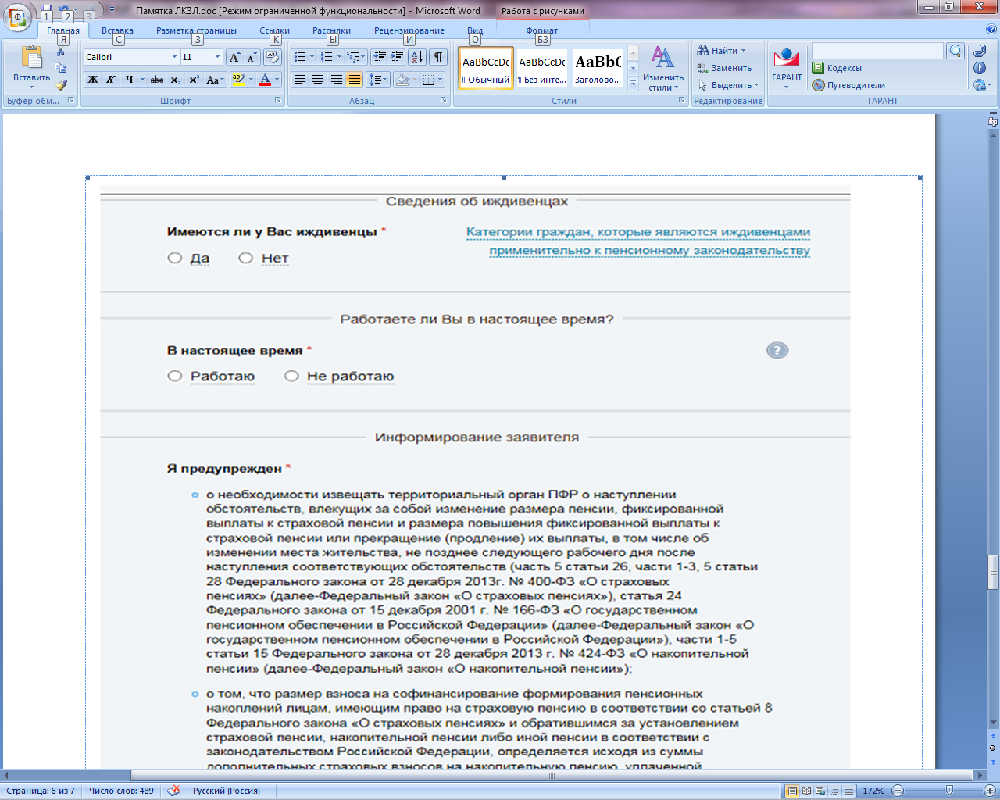 Памятка ЛКЗЛ.doc [Режим ограниченной функциональности] - Microsoft Word
Работа с рисунками
Ф 1 2 3
Главная Вставка Разметка страницы Ссылки Рассылки Рецензирование Вид Формат
Я С З К Ы И О БЗ
Вставить
Буфер обм...
Calibri 11
Ж К Ч abc x₂ x² Aa
Шрифт
Абзац
AaBbCcDc AaBbCcDc AaBbC
¶ Обычный ¶ Без инте... Заголово...
Изменить стили
Стили
Найти
Заменить
Выделить
Редактирование
ГАРАНТ
Кодексы
Путеводители
ГАРАНТ
Сведения об иждивенцах
Имеются ли у Вас иждивенцы *
Да Нет
Категории граждан, которые являются иждивенцами
применительно к пенсионному законодательству
Работаете ли Вы в настоящее время?
В настоящее время *
?
Работаю Не работаю
Информирование заявителя
Я предупрежден *
о необходимости извещать территориальный орган ПФР о наступлении
обстоятельств, влекущих за собой изменение размера пенсии, фиксированной
выплаты к страховой пенсии и размера повышения фиксированной выплаты к
страховой пенсии или прекращение (продление) их выплаты, в том числе об
изменении места жительства, не позднее следующего рабочего дня после
наступления соответствующих обстоятельств (часть 5 статьи 26, части 1-3, 5 статьи
28 Федерального закона от 28 декабря 2013г. № 400-ФЗ «О страховых
пенсиях» (далее-Федеральный закон «О страховых пенсиях»), статья 24
Федерального закона от 15 декабря 2001 г. № 166-ФЗ «О государственном
пенсионном обеспечении в Российской Федерации» (далее-Федеральный закон «О
государственном пенсионном обеспечении в Российской Федерации»), части 1-5
статьи 15 Федерального закона от 28 декабря 2013 г. № 424-ФЗ «О накопительной
пенсии» (далее-Федеральный закон «О накопительной пенсии»);
о том, что размер взноса на софинансирование формирования пенсионных
накоплений лицам, имеющим право на страховую пенсию в соответствии со статьей 8
Федерального закона «О страховых пенсиях» и обратившимся за установлением
страховой пенсии, накопительной пенсии либо иной пенсии в соответствии с
законодательством Российской Федерации, определяется исходя из суммы
дополнительных страховых взносов на накопительную пенсию, уплаченной
Страница: 6 из 7 Число слов: 489 Русский (Россия) 172%